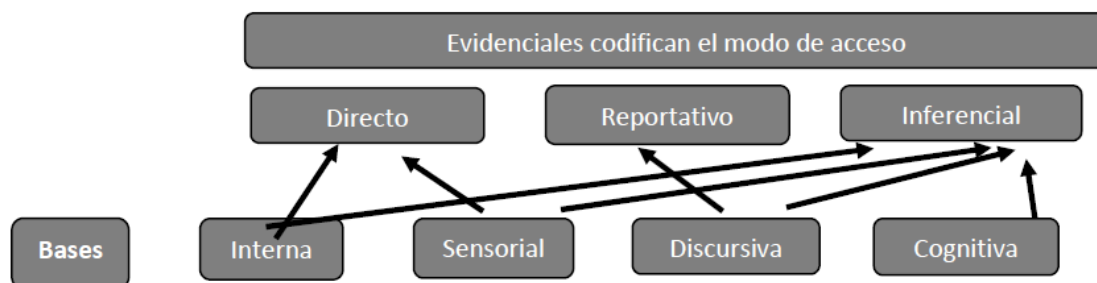 Evidenciales codifican el modo de acceso
Directo
Reportativo
Inferencial
Bases
Interna
Sensorial
Discursiva
Cognitiva